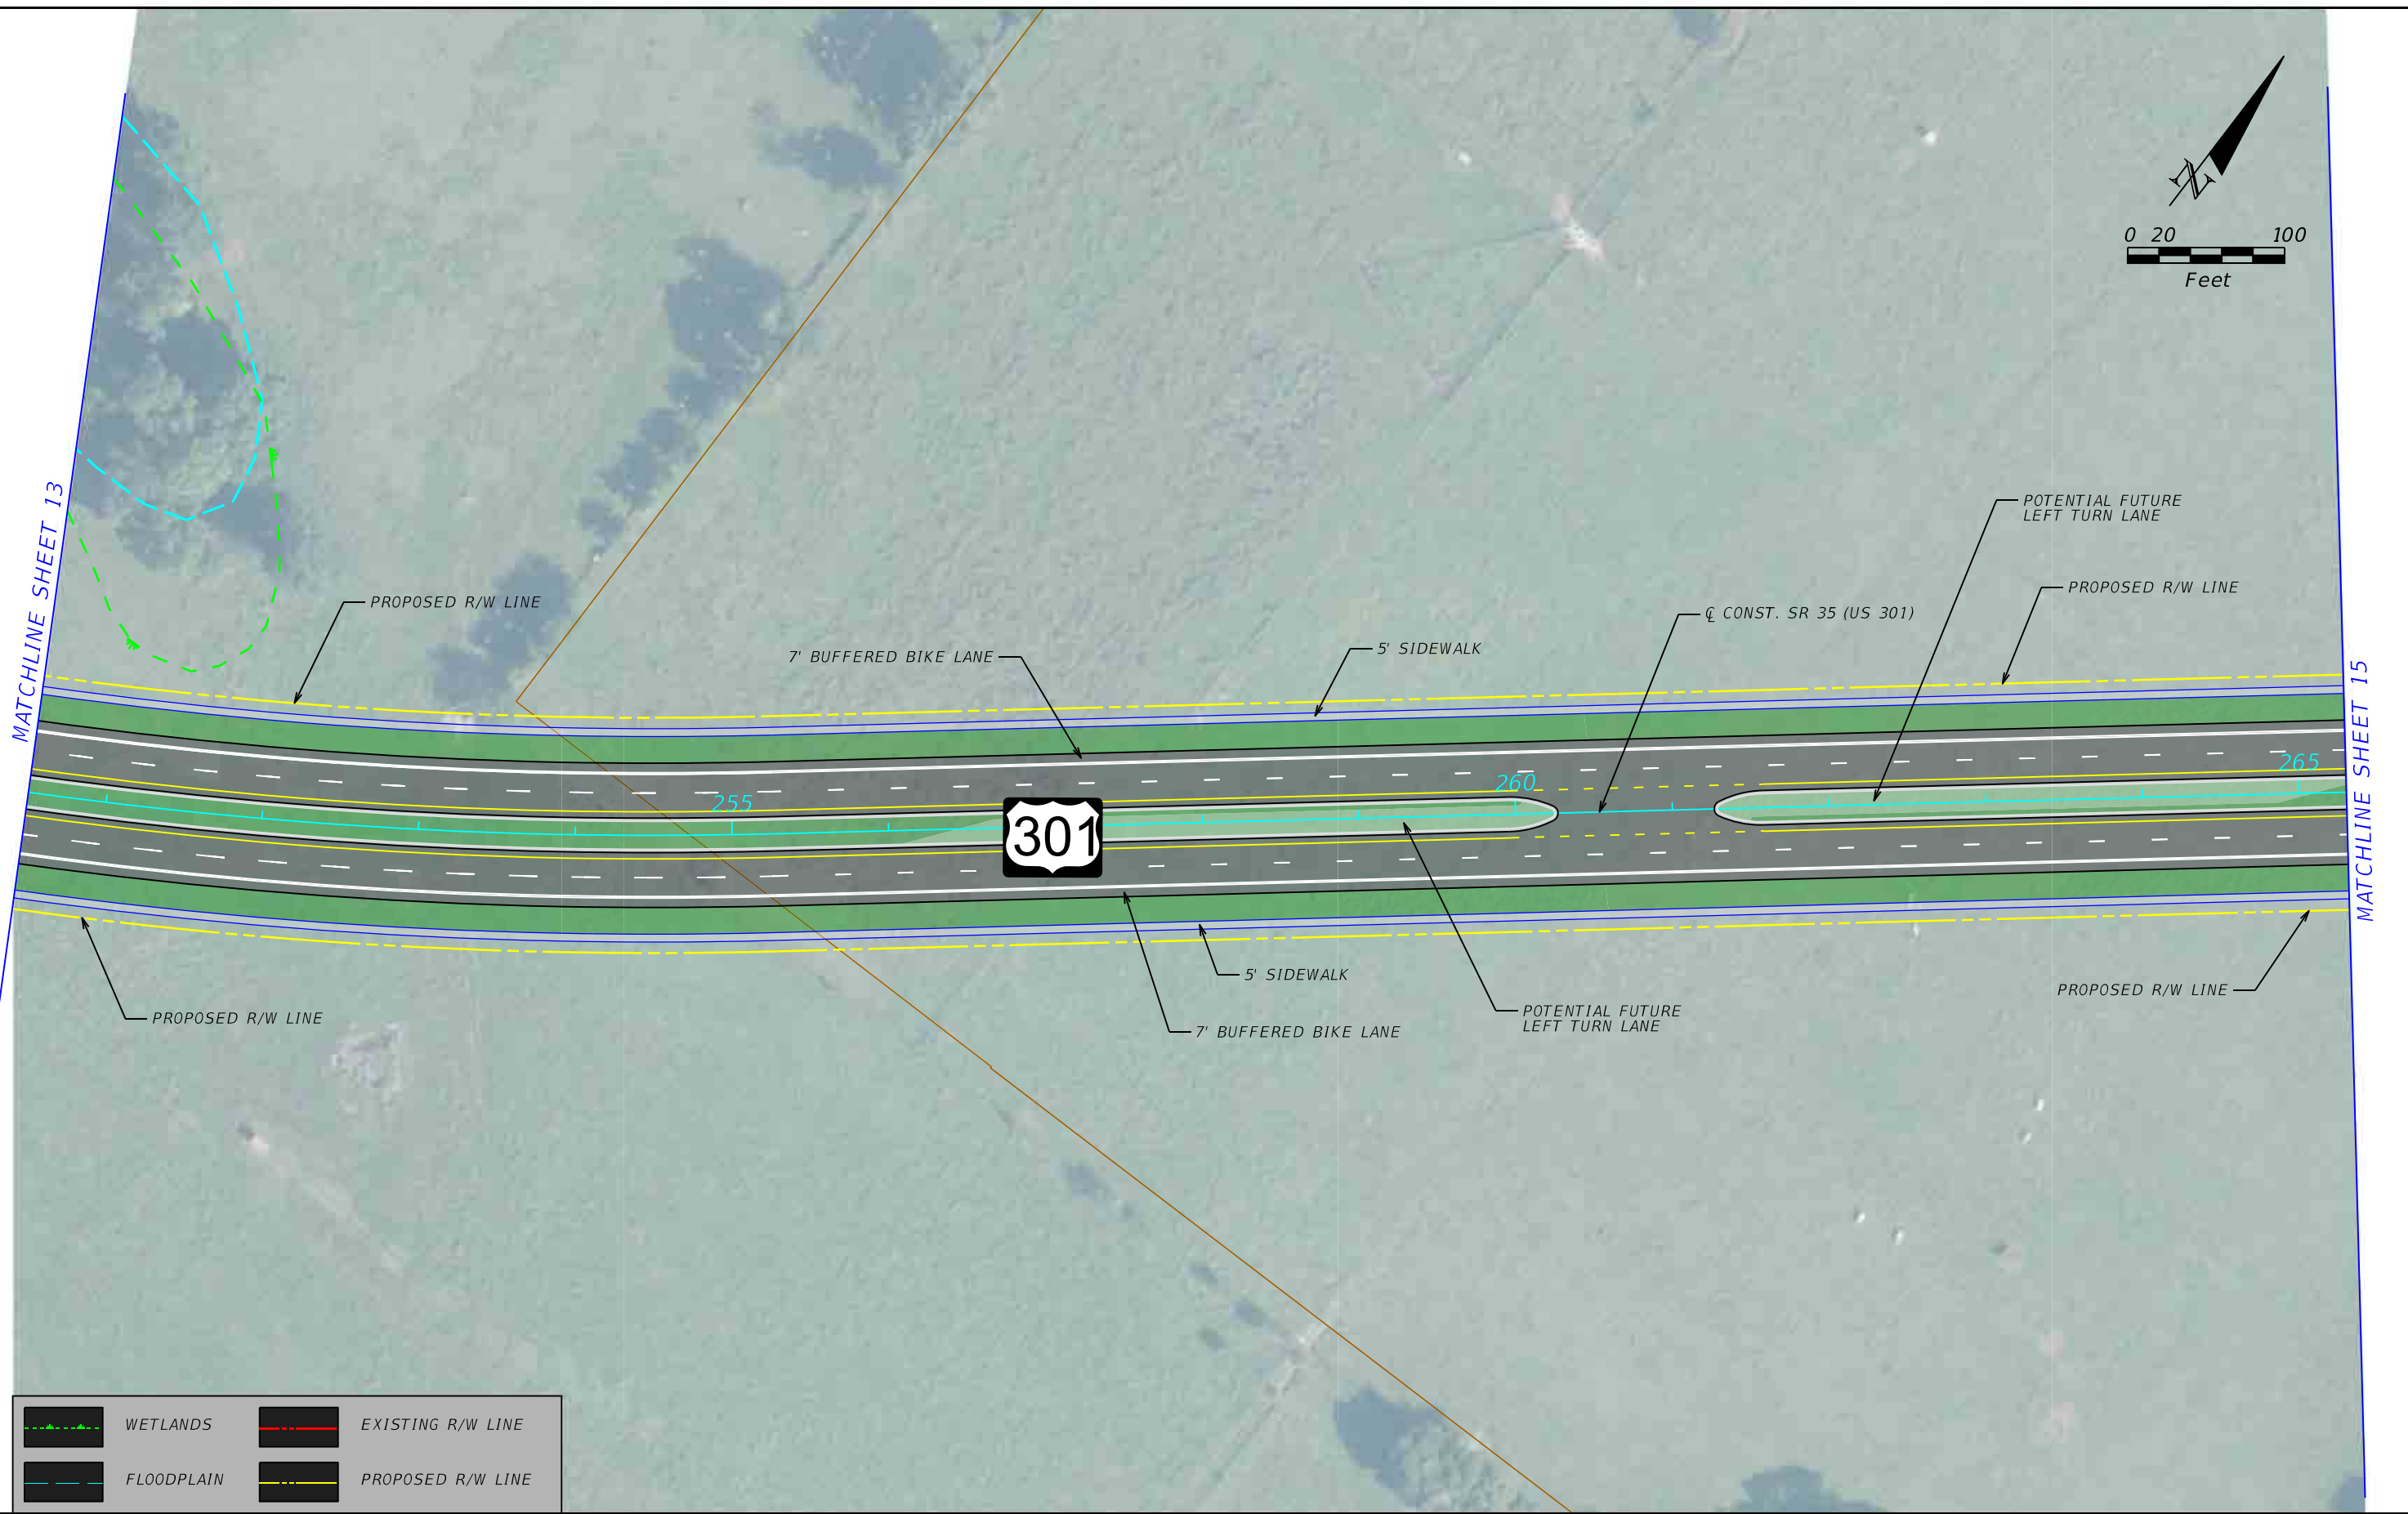 N
0 20 100
Feet
MATCHLINE SHEET 13
POTENTIAL FUTURE
LEFT TURN LANE
PROPOSED R/W LINE
PROPOSED R/W LINE
℄ CONST. SR 35 (US 301)
5' SIDEWALK
7' BUFFERED BIKE LANE
MATCHLINE SHEET 15
255
260
265
301
5' SIDEWALK
PROPOSED R/W LINE
PROPOSED R/W LINE
POTENTIAL FUTURE
LEFT TURN LANE
7' BUFFERED BIKE LANE
WETLANDS
EXISTING R/W LINE
FLOODPLAIN
PROPOSED R/W LINE